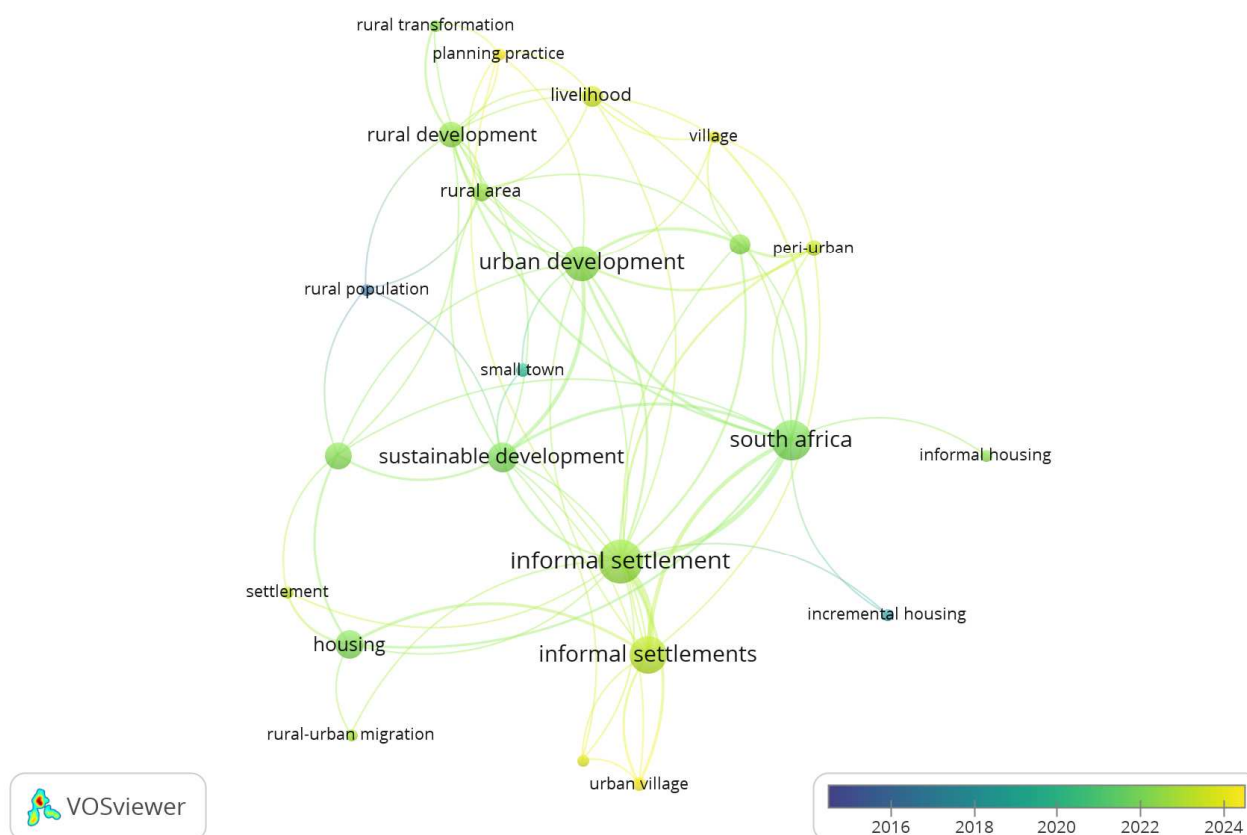 rural transformation
planning practice
livelihood
rural development
village
rural area
peri-urban
urban development
rural population
small town
south africa
informal housing
sustainable development
informal settlement
settlement
incremental housing
housing
informal settlements
rural-urban migration
urban village
VOSviewer
2016 2018 2020 2022 2024